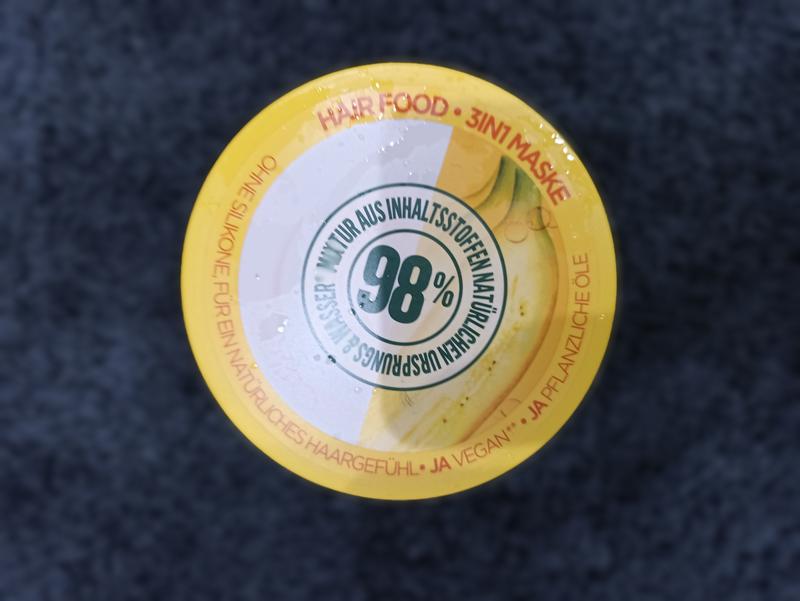 HAIR FOOD • 3IN1 MASKE
OHNE SILIKONE, FÜR EIN NATÜRLICHES HAARGEFÜHL • JA VEGAN** • JA PFLANZLICHE ÖLE
MIXTUR AUS INHALTSSTOFFEN NATÜRLICHEN URSPRUNGS & WASSER*
98%